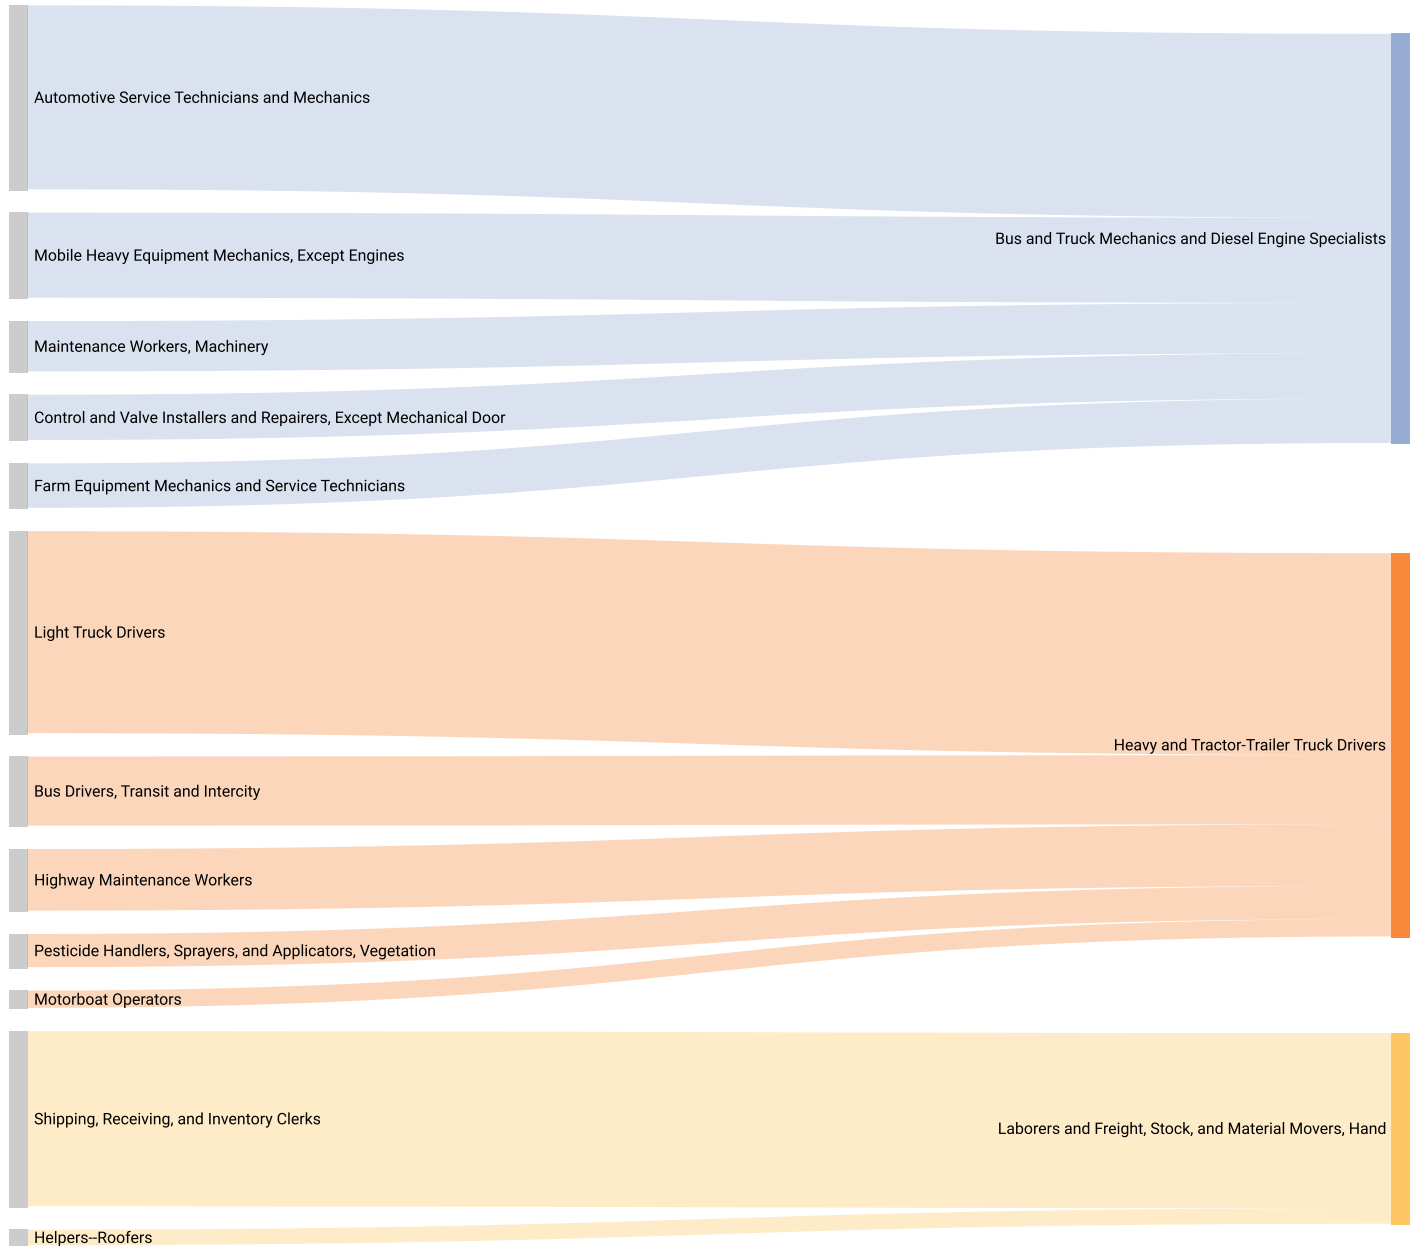 Automotive Service Technicians and Mechanics
Bus and Truck Mechanics and Diesel Engine Specialists
Mobile Heavy Equipment Mechanics, Except Engines
Maintenance Workers, Machinery
Control and Valve Installers and Repairers, Except Mechanical Door
Farm Equipment Mechanics and Service Technicians
Light Truck Drivers
Heavy and Tractor-Trailer Truck Drivers
Bus Drivers, Transit and Intercity
Highway Maintenance Workers
Pesticide Handlers, Sprayers, and Applicators, Vegetation
Motorboat Operators
Shipping, Receiving, and Inventory Clerks
Laborers and Freight, Stock, and Material Movers, Hand
Helpers--Roofers